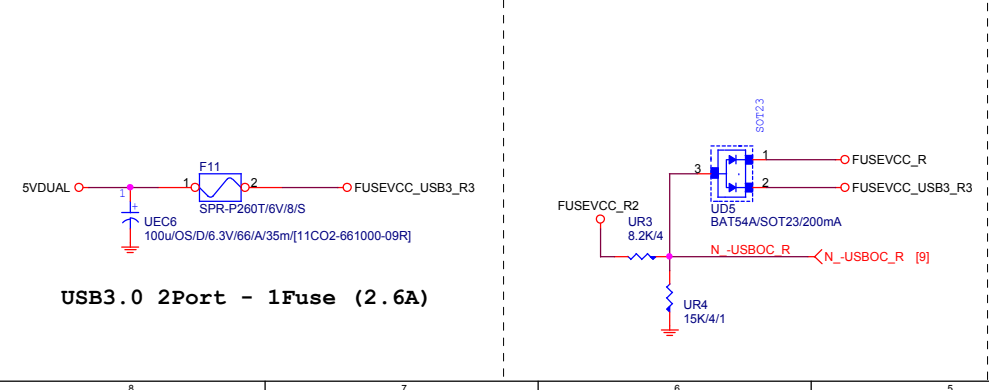 SOT23
F11
5VDUAL
1
2
FUSEVCC_USB3_R3
1
+
SPR-P260T/6V/8/S
UEC6
100u/OS/D/6.3V/66/A/35m/[11CO2-661000-09R]
USB3.0 2Port - 1Fuse (2.6A)
3
1
FUSEVCC_R
2
FUSEVCC_USB3_R3
UD5
BAT54A/SOT23/200mA
FUSEVCC_R2
UR3
8.2K/4
N_-USBOC_R
N_-USBOC_R [9]
UR4
15K/4/1
8
7
6
5